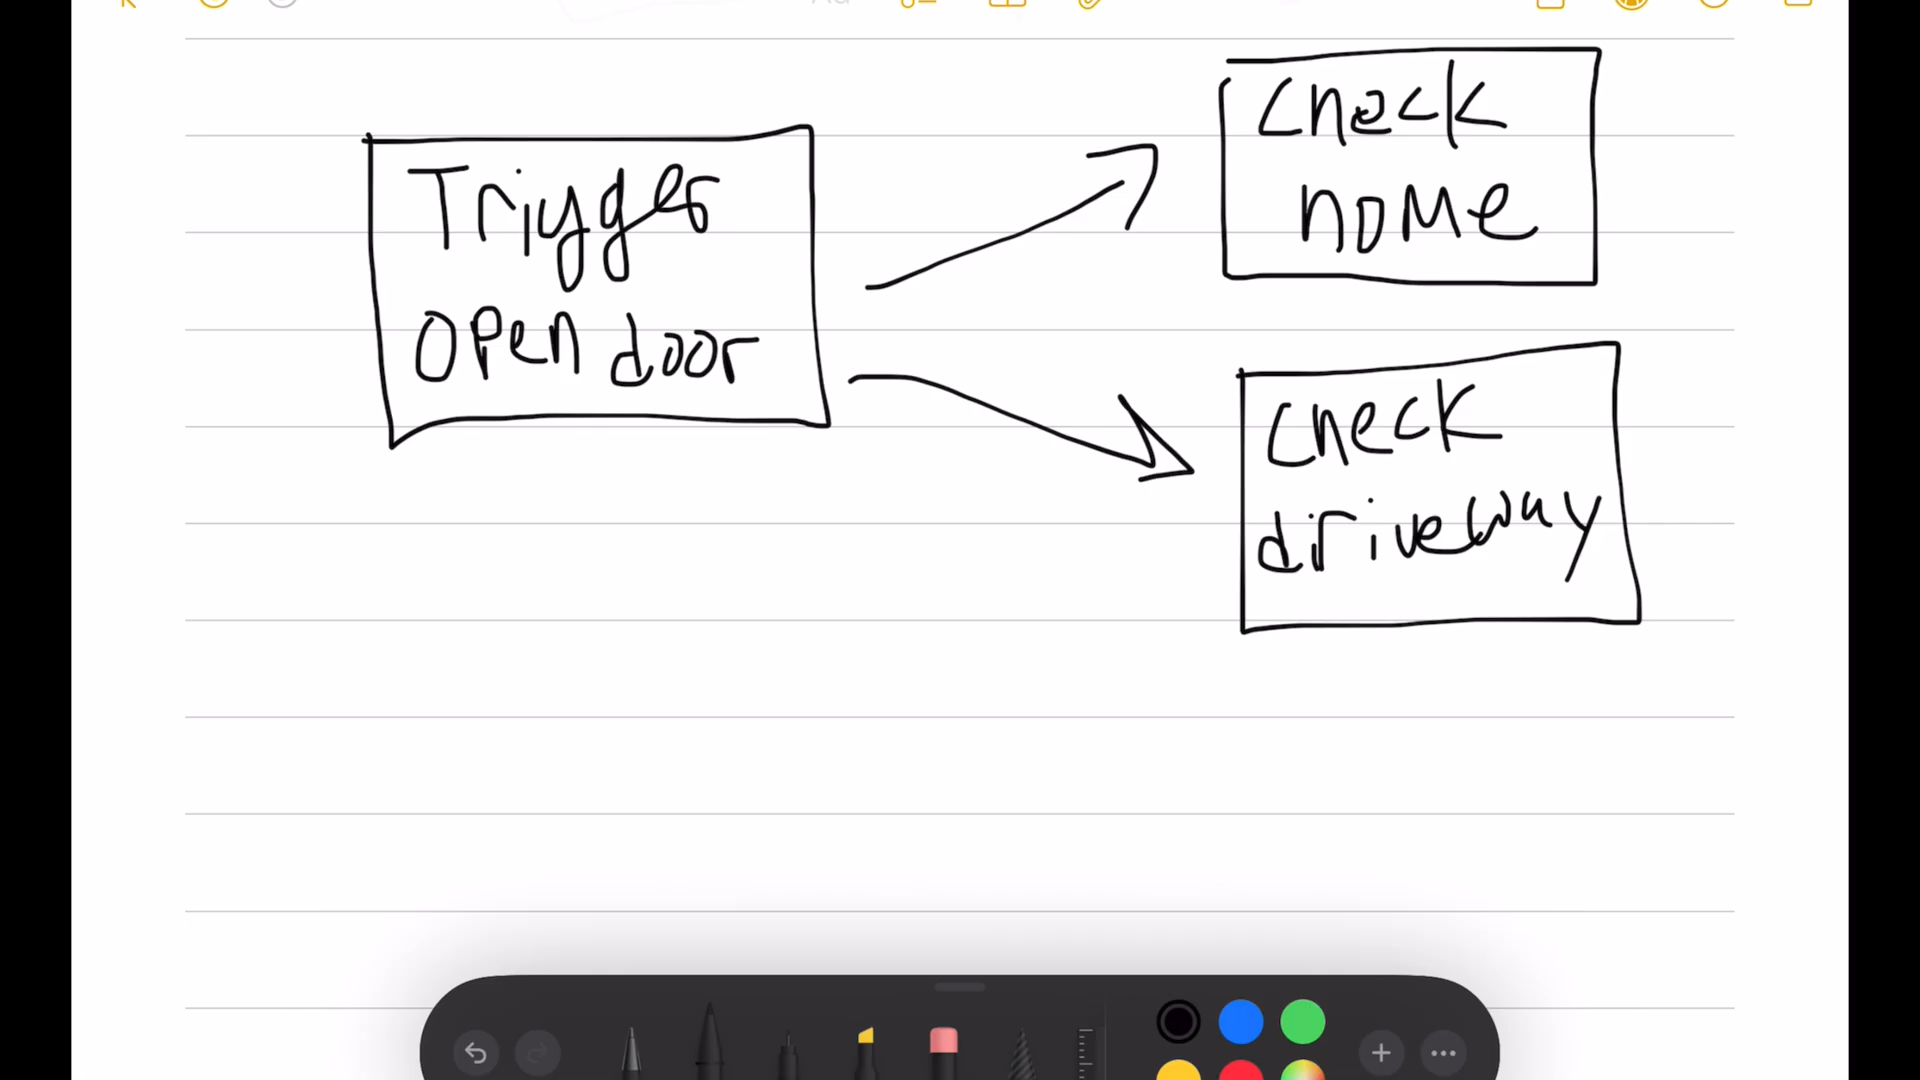 Trigger
open door
check
home
check
driveway